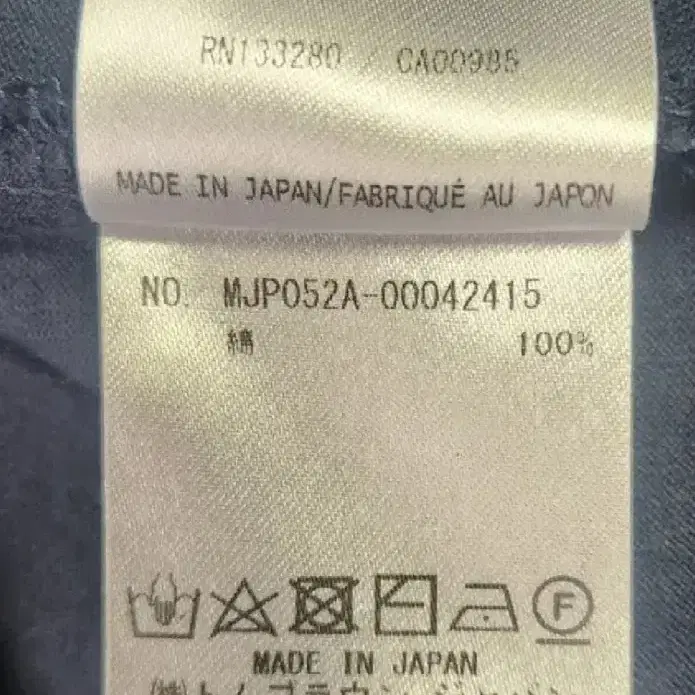 RN133280 / CA00985
MADE IN JAPAN/FABRIQUÉ AU JAPON
NO. MJP052A-00042415
綿 100%
F
MADE IN JAPAN